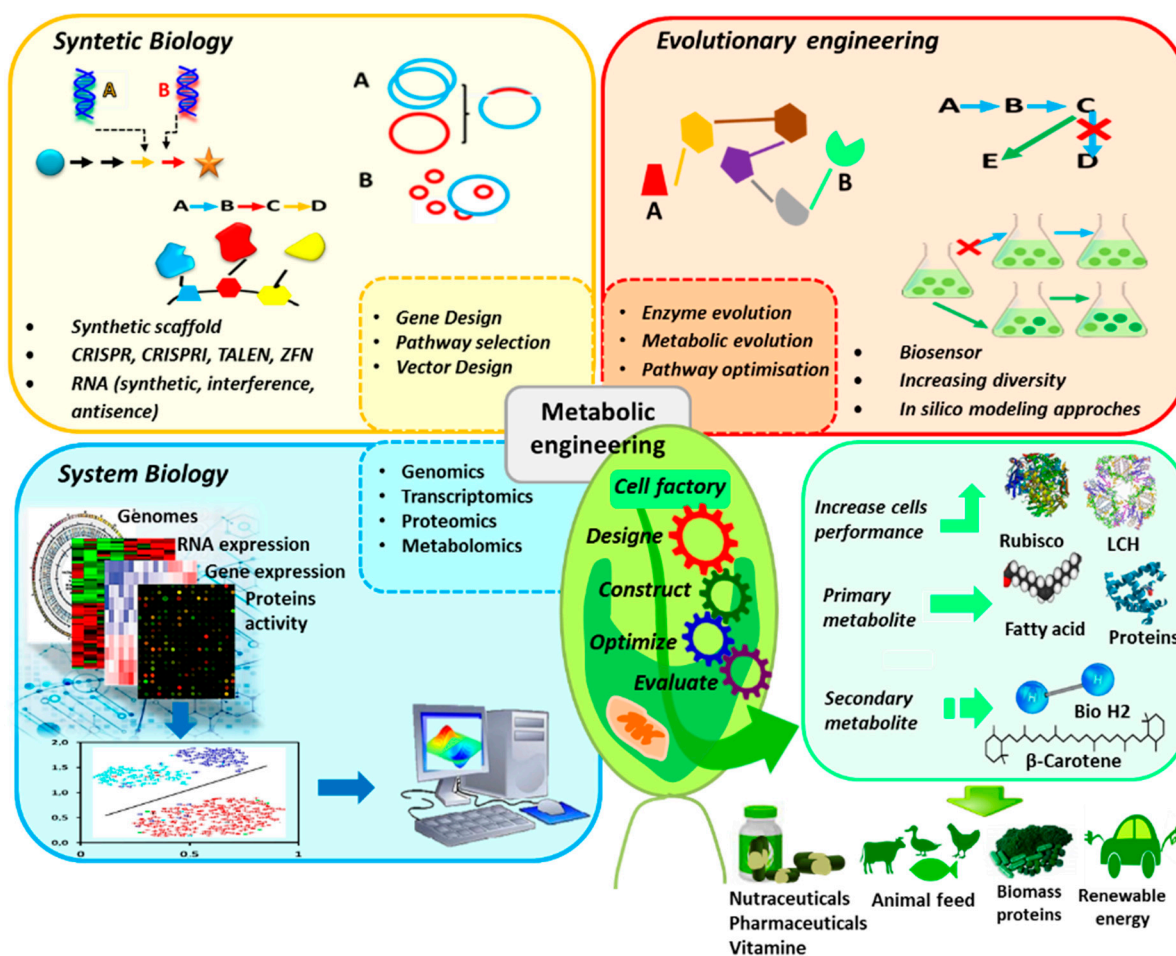 Syntetic Biology
A
B
A
B
A B C D
Synthetic scaffold
CRISPR, CRISPRI, TALEN, ZFN
RNA (synthetic, interference,
antisence)
Gene Design
Pathway selection
Vector Design
Evolutionary engineering
A
B
A B C
E D
Enzyme evolution
Metabolic evolution
Pathway optimisation
Biosensor
Increasing diversity
In silico modeling approches
Metabolic
engineering
System Biology
Genomes
RNA expression
Gene expression
Proteins
activity
Genomics
Transcriptomics
Proteomics
Metabolomics
2,0
1.5
1.0
0.5
0,0
0 0.5 1
Cell factory
Designe
Construct
Optimize
Evaluate
Increase cells
performance
Rubisco
LCH
Primary
metabolite
Fatty acid
Proteins
Secondary
metabolite
H
H
Bio H2
β-Carotene
Nutraceuticals
Pharmaceuticals
Vitamine
Animal feed
Biomass
proteins
Renewable
energy